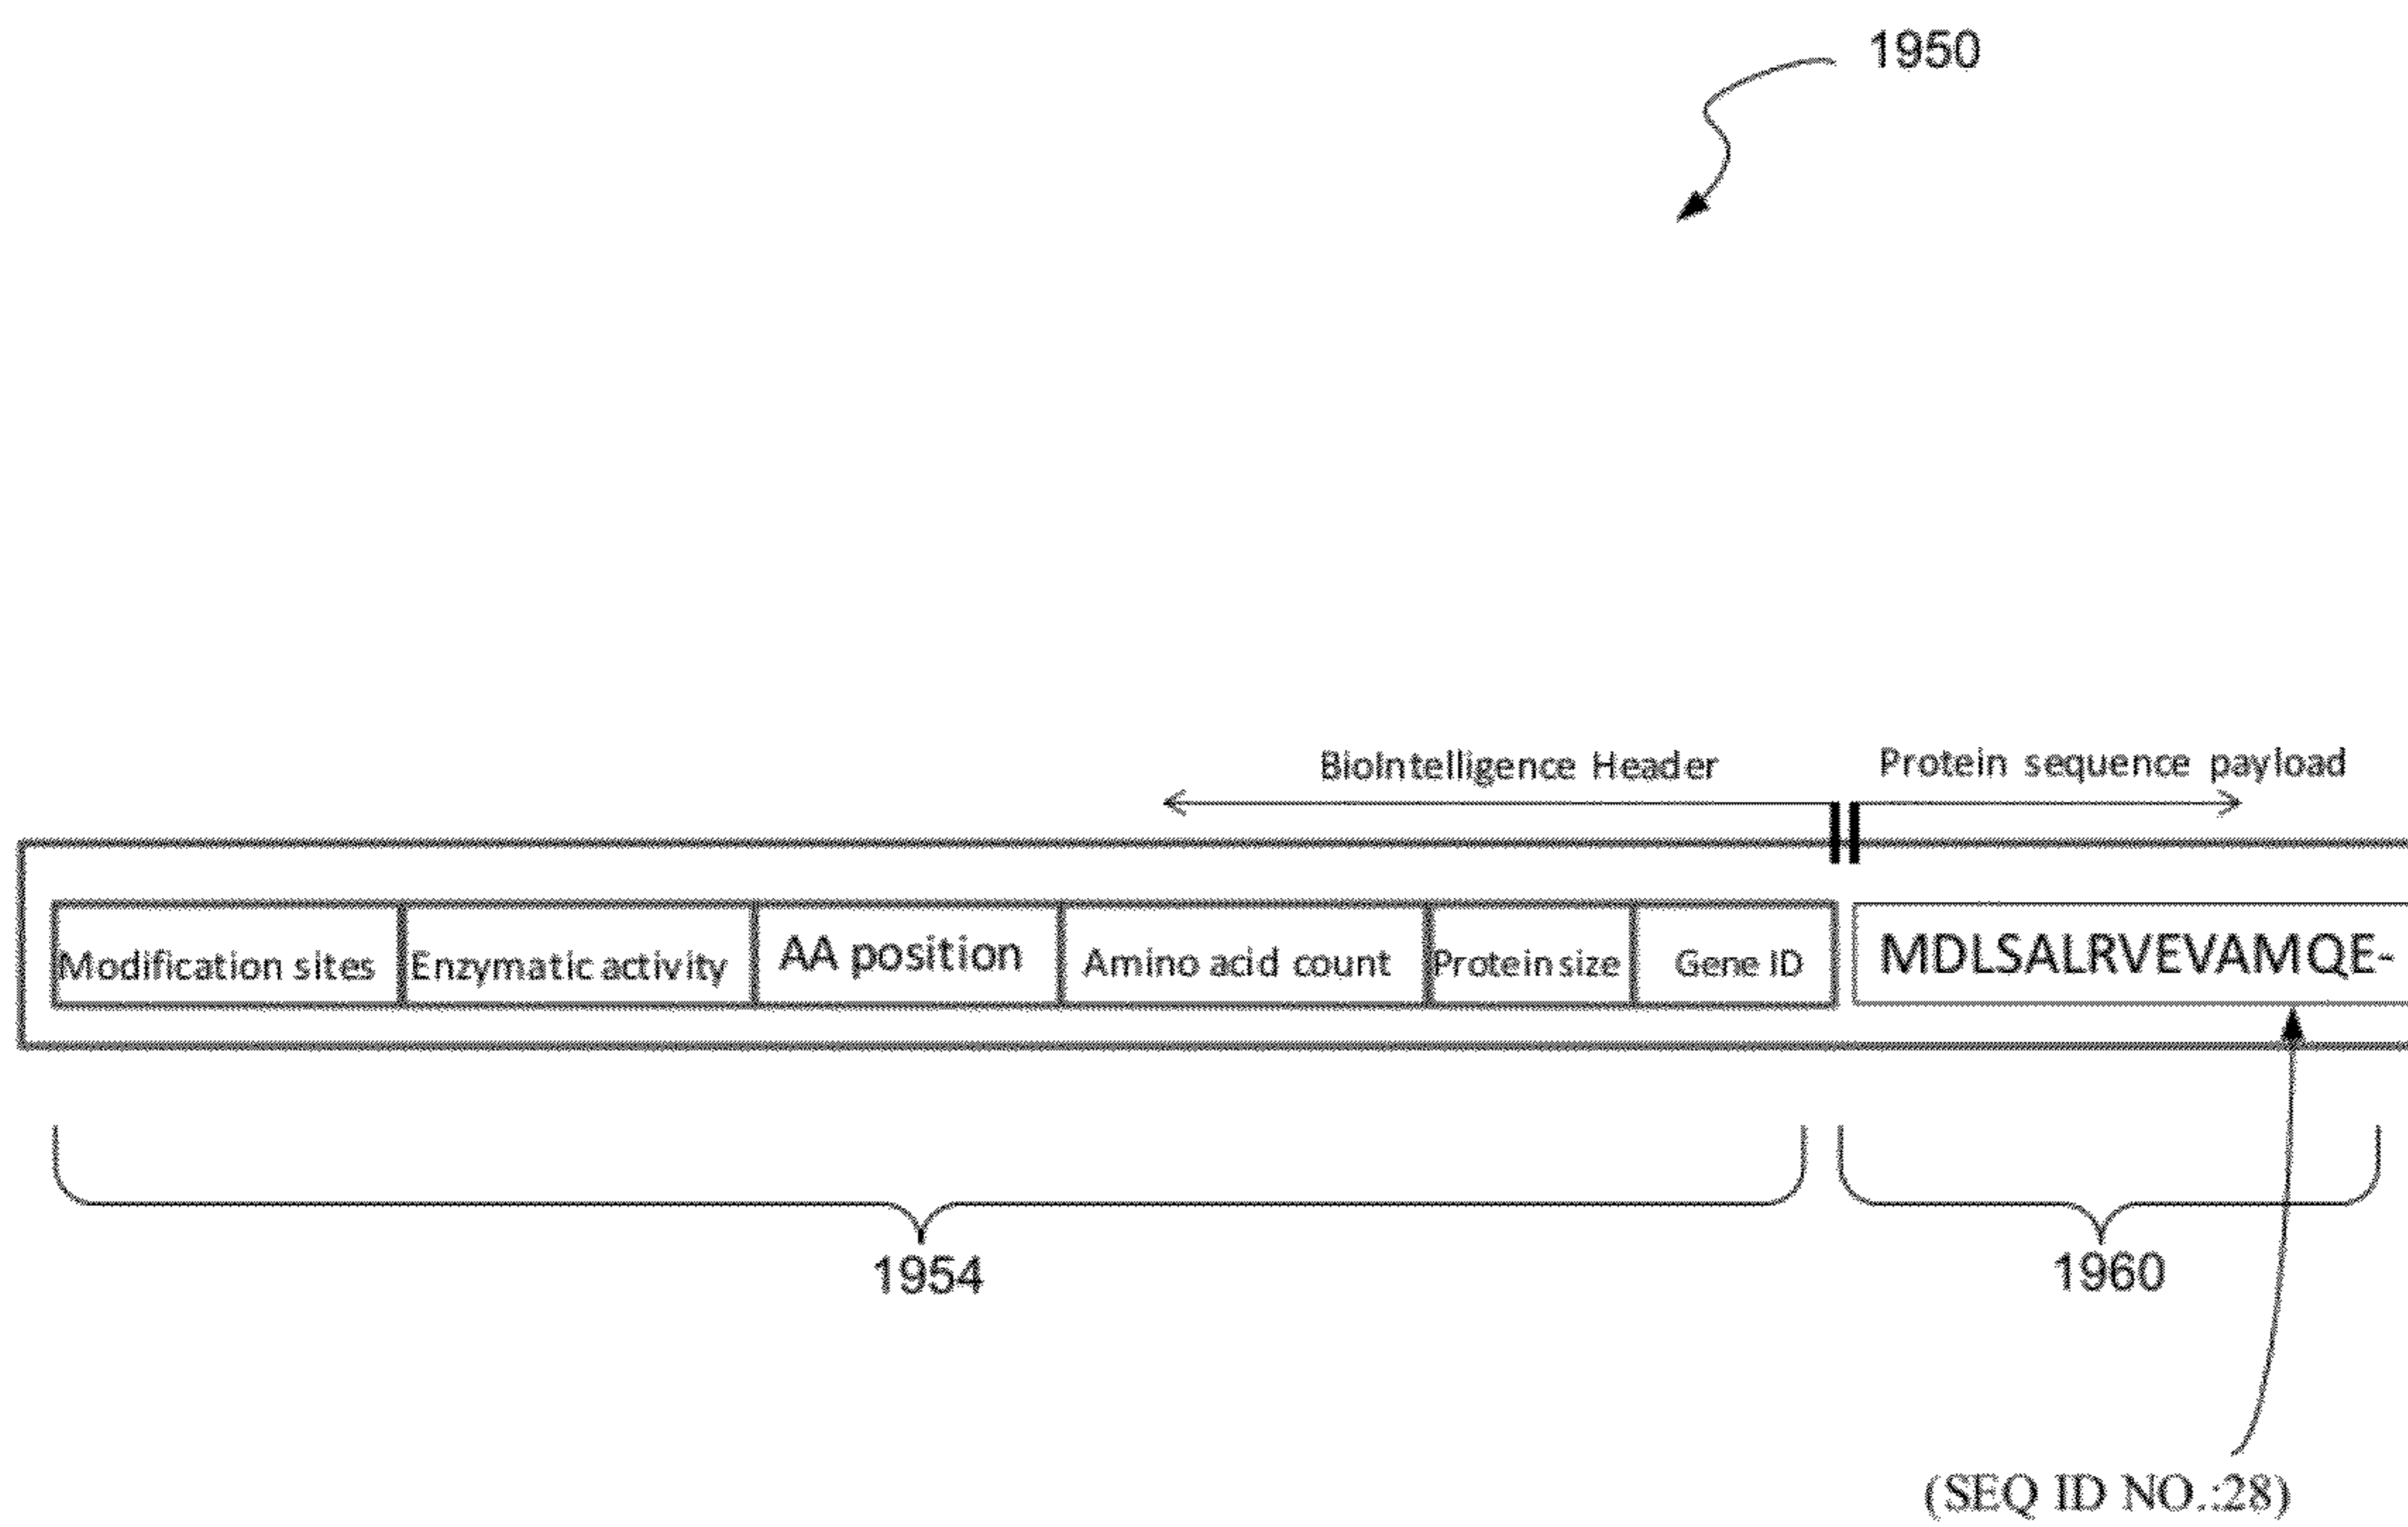 1950
BioIntelligence Header
Protein sequence payload
Modification sites
Enzymatic activity
AA position
Amino acid count
Protein size
Gene ID
MDLSALRVEVAMQE-
1954
1960
(SEQ ID NO.:28)